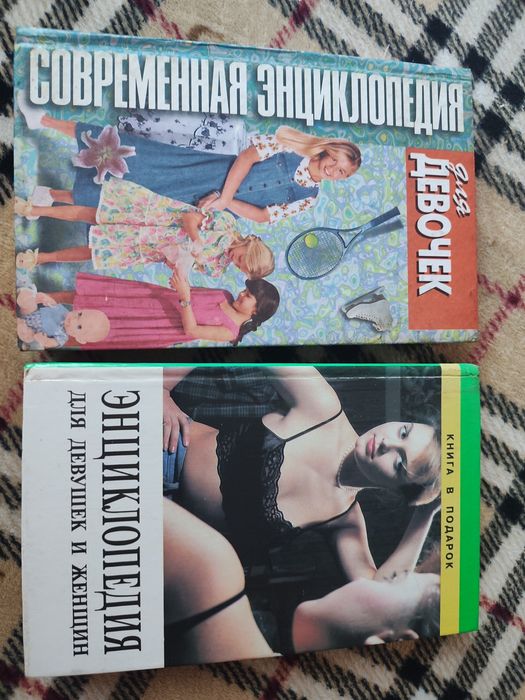 СОВРЕМЕННАЯ ЭНЦИКЛОПЕДИЯ
для
ДЕВОЧЕК
ЭНЦИКЛОПЕДИЯ
ДЛЯ ДЕВУШЕК И ЖЕНЩИН
КНИГА В ПОДАРОК